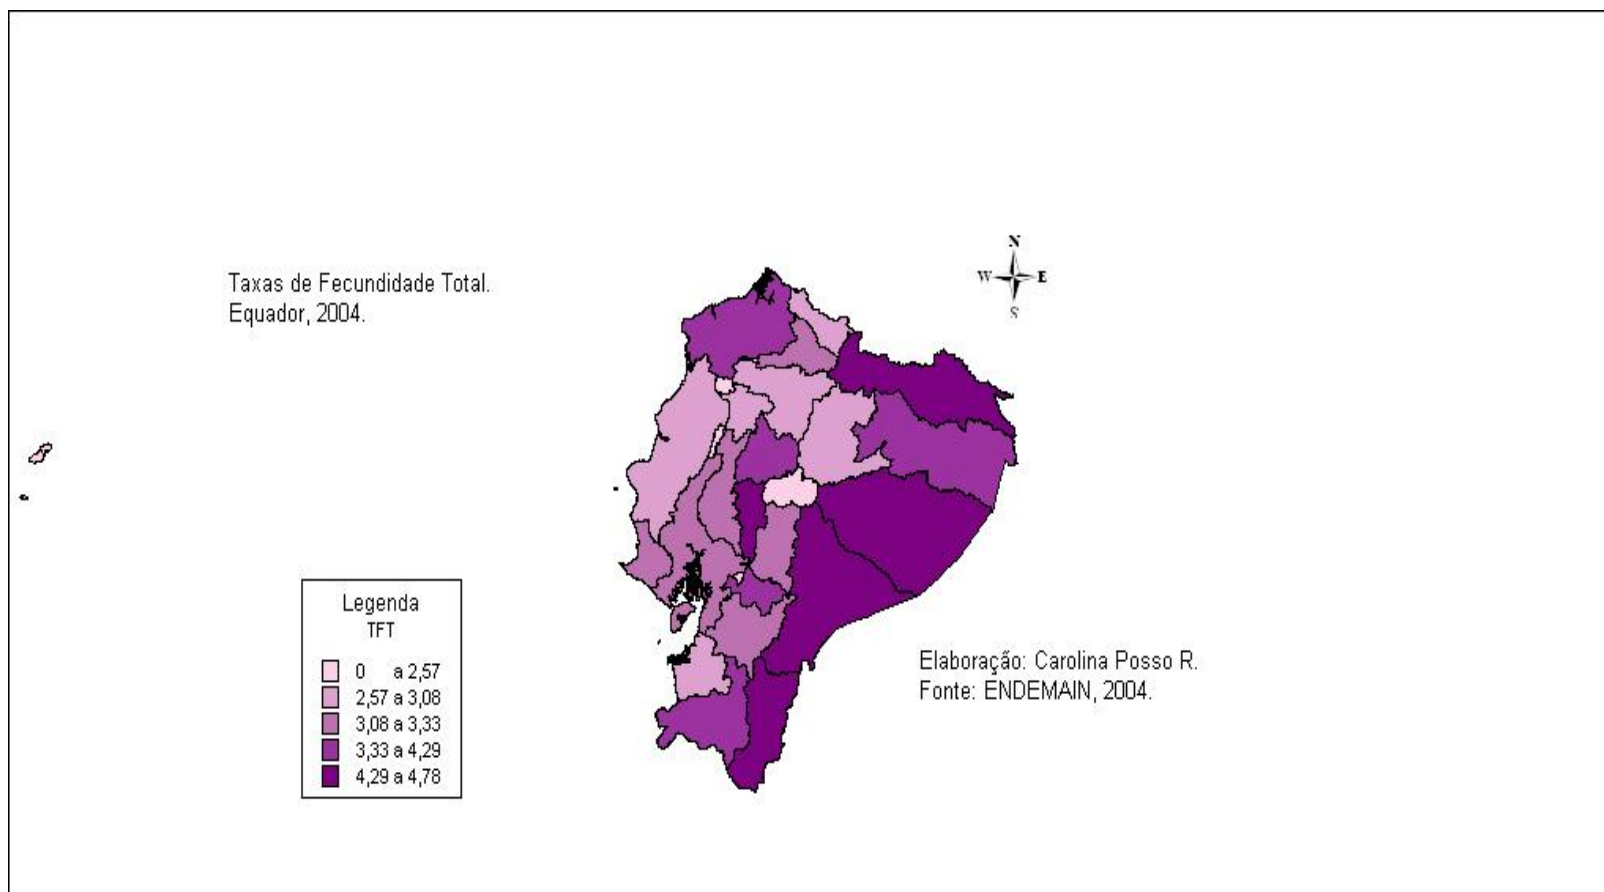 N
W E
S
Taxas de Fecundidade Total.
Equador, 2004.
Legenda
TFT
0 a 2,57
2,57 a 3,08
3,08 a 3,33
3,33 a 4,29
4,29 a 4,78
Elaboração: Carolina Posso R.
Fonte: ENDEMAIN, 2004.